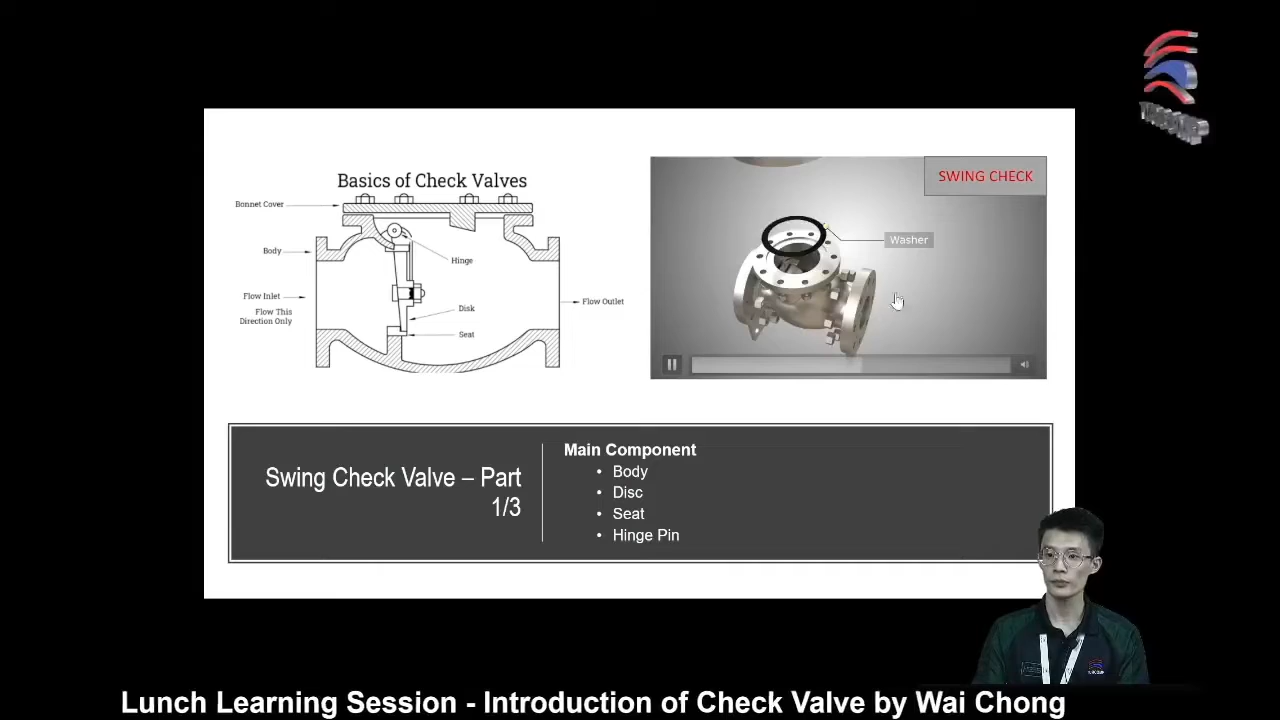 Basics of Check Valves
Bonnet Cover
Body
Hinge
Flow Inlet
Flow This
Direction Only
Disk
Seat
Flow Outlet
SWING CHECK
Washer
Swing Check Valve – Part
1/3
Main Component
• Body
• Disc
• Seat
• Hinge Pin
Lunch Learning Session - Introduction of Check Valve by Wai Chong